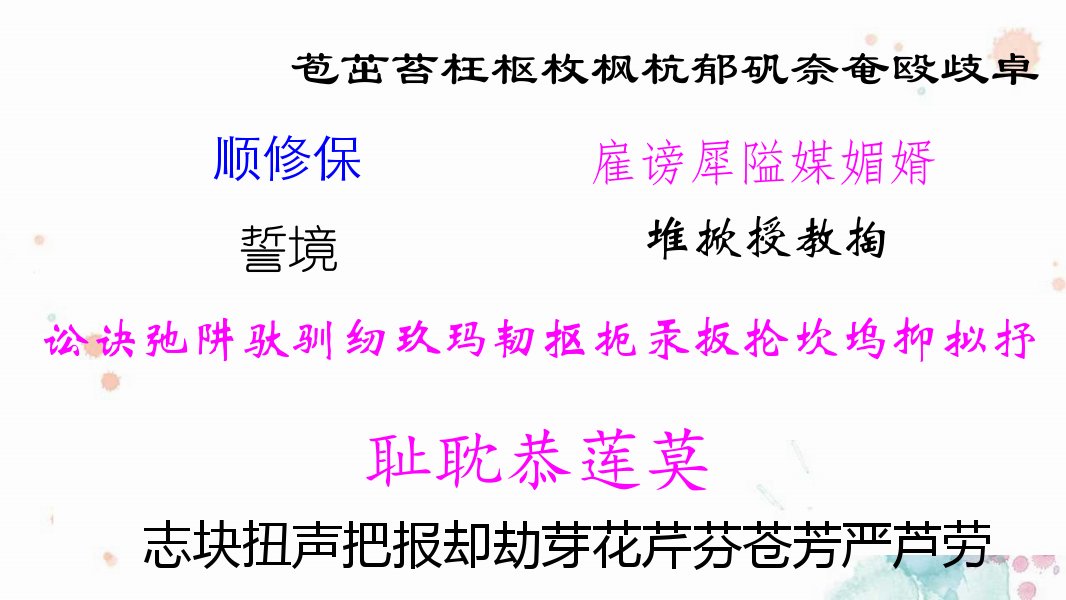 苞茁苔枉枢枚枫杭郁矾奈奄殴歧卓
顺修保
雇谤犀隘媒媚婿
誓境
堆掀授教掏
讼诀弛阱驮驯纫玖玛韧抠扼汞扳抡坎坞抑拟抒
耻耽恭莲莫
志块扭声把报却劫芽花芹芬苍芳严芦劳